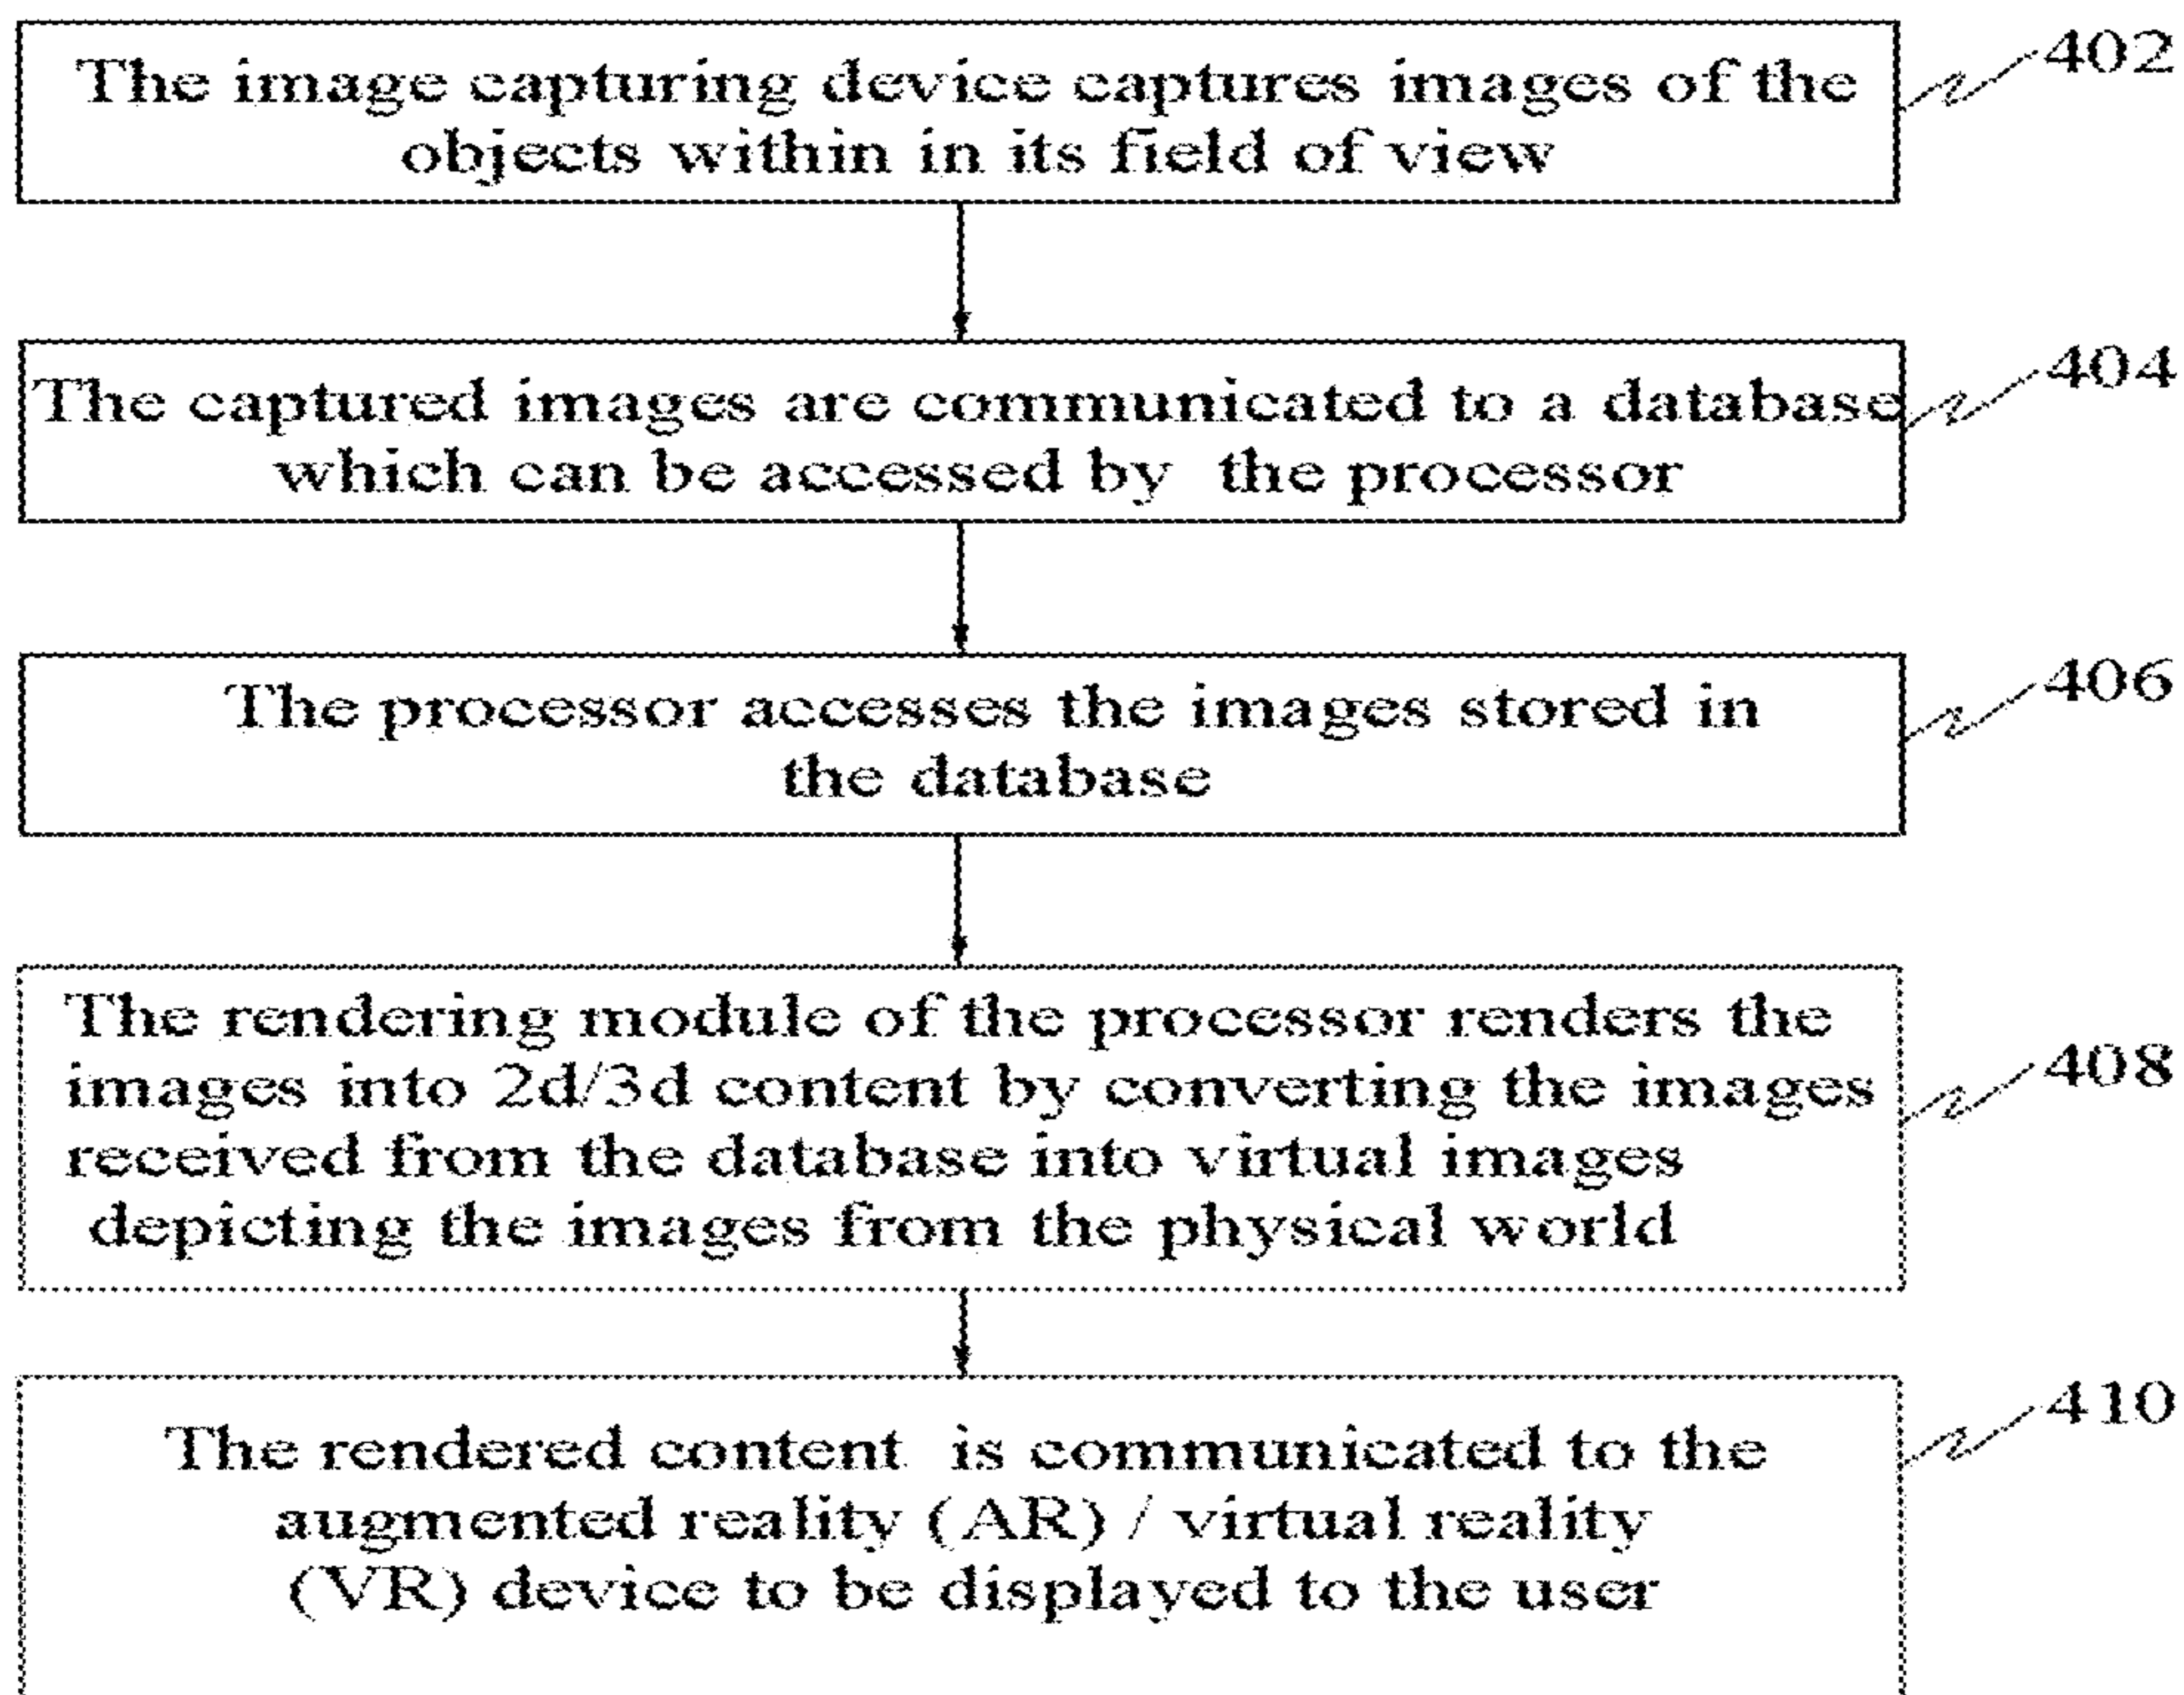 The image capturing device captures images of the
objects within in its field of view
402
The captured images are communicated to a database
which can be accessed by the processor
404
The processor accesses the images stored in
the database
406
The rendering module of the processor renders the
images into 2d/3d content by converting the images
received from the database into virtual images
depicting the images from the physical world
408
The rendered content is communicated to the
augmented reality (AR) / virtual reality
(VR) device to be displayed to the user
410